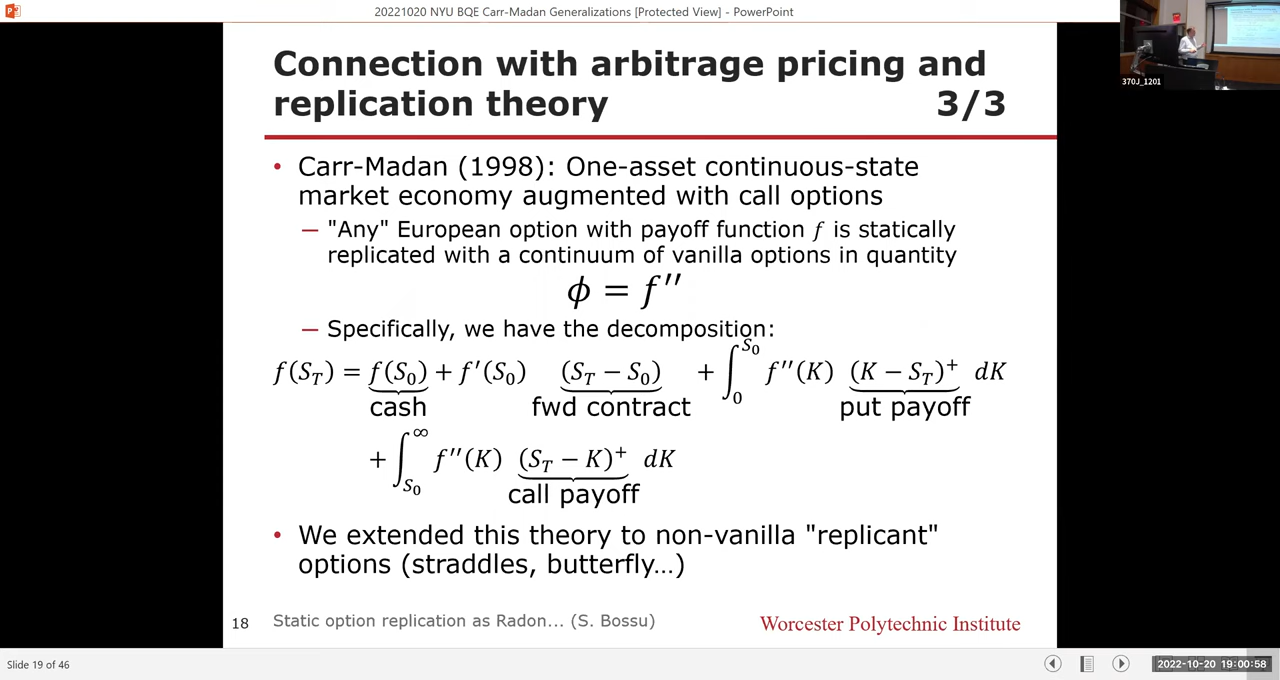 20221020 NYU BQE Carr-Madan Generalizations [Protected View] - PowerPoint
370J_1201
Connection with arbitrage pricing and
replication theory 3/3
• Carr-Madan (1998): One-asset continuous-state
market economy augmented with call options
— "Any" European option with payoff function f is statically
replicated with a continuum of vanilla options in quantity
ϕ = f′′
— Specifically, we have the decomposition:
f(S_T) = f(S_0) + f′(S_0) (S_T − S_0) + ∫_0^{S_0} f′′(K) (K − S_T)^+ dK
cash fwd contract put payoff
+ ∫_{S_0}^∞ f′′(K) (S_T − K)^+ dK
call payoff
• We extended this theory to non-vanilla "replicant"
options (straddles, butterfly…)
18 Static option replication as Radon... (S. Bossu) Worcester Polytechnic Institute
Slide 19 of 46
2022-10-20 19:00:58